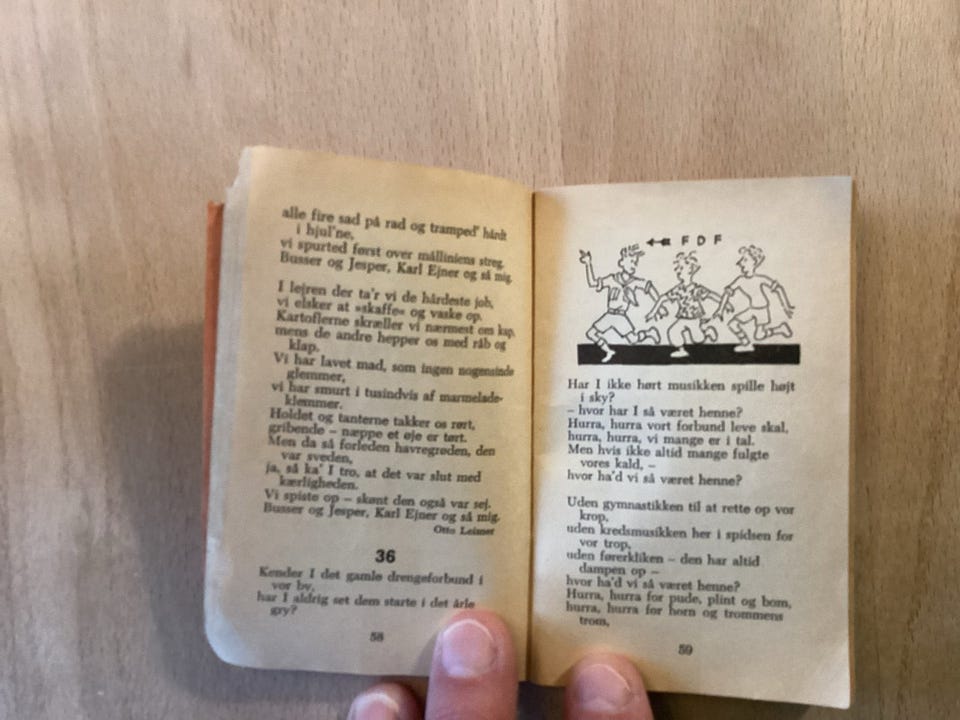 alle fire sad på rad og tramped' hårdt
i hjul'ne,
vi spurted først over målliniens streg.
Busser og Jesper, Karl Ejner og så mig.
I lejren der ta'r vi de hårdeste job,
vi elsker at »skaffe« og vaske op.
Kartoflerne skræller vi nærmest om kap.
mens de andre hepper os med råb og
klap.
Vi har lavet mad, som ingen nogensinde
glemmer,
vi har smurt i tusindvis af marmelade-
klemmer.
Holdet og tanterne takker os rørt,
gribende – næppe et øje er tørt.
Men da så forleden havregrøden, den
var sveden,
ja, så ka' I tro, at det var slut med
kærligheden.
Vi spiste op – skønt den også var sej.
Busser og Jesper, Karl Ejner og så mig.
Otto Leisner
36
Kender I det gamle drengeforbund i
vor by,
har I aldrig set dem starte i det årle
gry?
58
FDF
Har I ikke hørt musikken spille højt
i sky?
– hvor har I så været henne?
Hurra, hurra vort forbund leve skal,
hurra, hurra, vi mange er i tal.
Men hvis ikke altid mange fulgte
vores kald, –
hvor ha'd vi så været henne?
Uden gymnastikken til at rette op vor
krop,
uden kredsmusikken her i spidsen for
vor trop,
uden førerkliken – den har altid
dampen op –
hvor ha'd vi så været henne?
Hurra, hurra for pude, plint og bom,
hurra, hurra for horn og trommens
trom,
59